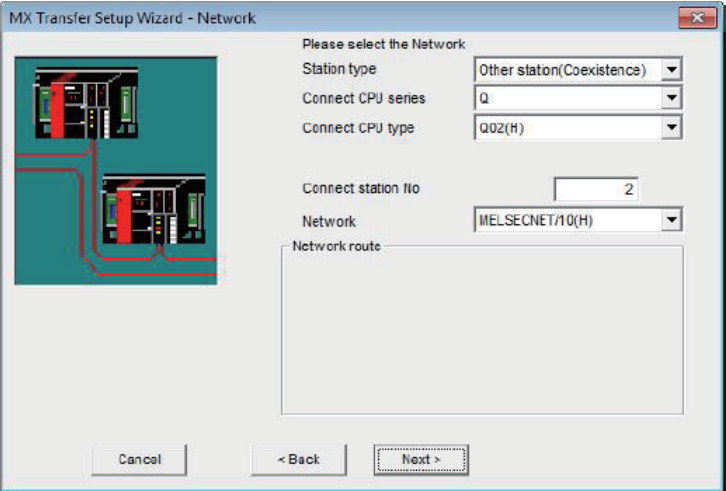 MX Transfer Setup Wizard - Network
Please select the Network
Station type Other station(Coexistence)
Connect CPU series Q
Connect CPU type Q02(H)
Connect station No 2
Network MELSECNET/10(H)
Network route
Cancel < Back Next >